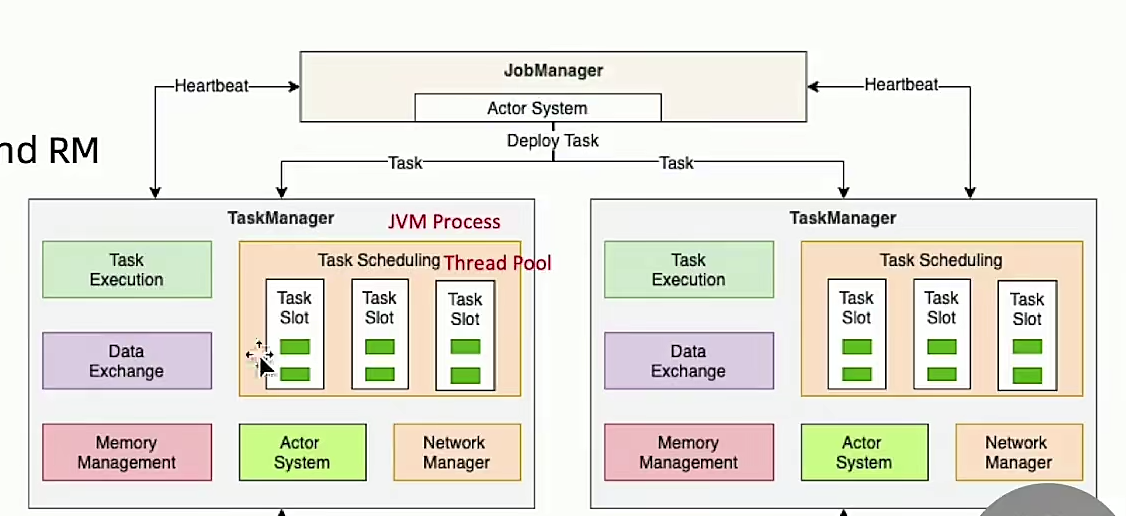 JobManager
Heartbeat
Heartbeat
Actor System
Deploy Task
nd RM
Task
Task
TaskManager
JVM Process
Task
Execution
Task Scheduling
Thread Pool
Task
Slot
Task
Slot
Task
Slot
Data
Exchange
Memory
Management
Actor
System
Network
Manager
TaskManager
Task
Execution
Task Scheduling
Task
Slot
Task
Slot
Task
Slot
Data
Exchange
Memory
Management
Actor
System
Network
Manager